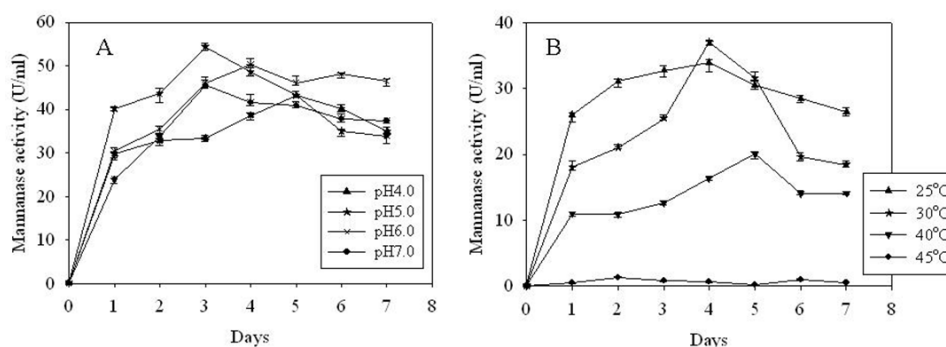 A
Mannanase activity (U/ml)
60
50
40
30
20
10
0
0 1 2 3 4 5 6 7 8
Days
pH4.0
pH5.0
pH6.0
pH7.0
B
Mannanase activity (U/ml)
40
30
20
10
0
0 1 2 3 4 5 6 7 8
Days
25°C
30°C
40°C
45°C